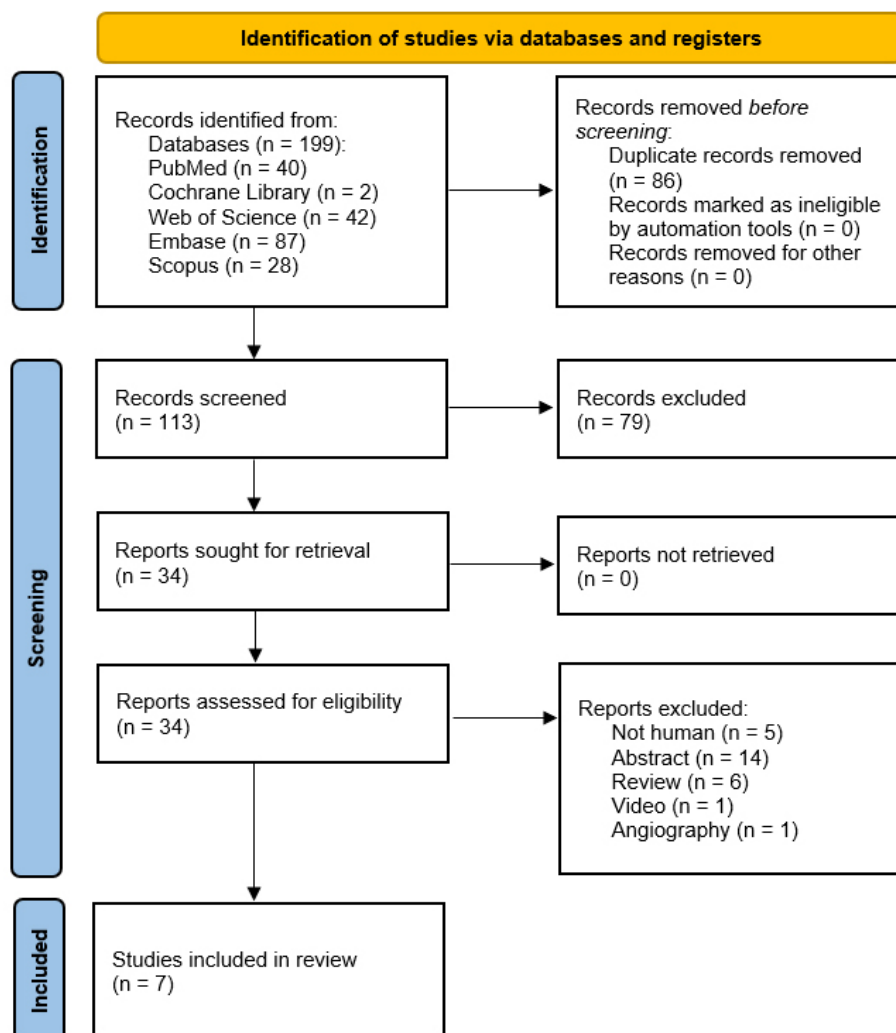 Identification of studies via databases and registers
Identification
Records identified from:
Databases (n = 199):
PubMed (n = 40)
Cochrane Library (n = 2)
Web of Science (n = 42)
Embase (n = 87)
Scopus (n = 28)
Records removed before
screening:
Duplicate records removed
(n = 86)
Records marked as ineligible
by automation tools (n = 0)
Records removed for other
reasons (n = 0)
Screening
Records screened
(n = 113)
Records excluded
(n = 79)
Reports sought for retrieval
(n = 34)
Reports not retrieved
(n = 0)
Reports assessed for eligibility
(n = 34)
Reports excluded:
Not human (n = 5)
Abstract (n = 14)
Review (n = 6)
Video (n = 1)
Angiography (n = 1)
Included
Studies included in review
(n = 7)